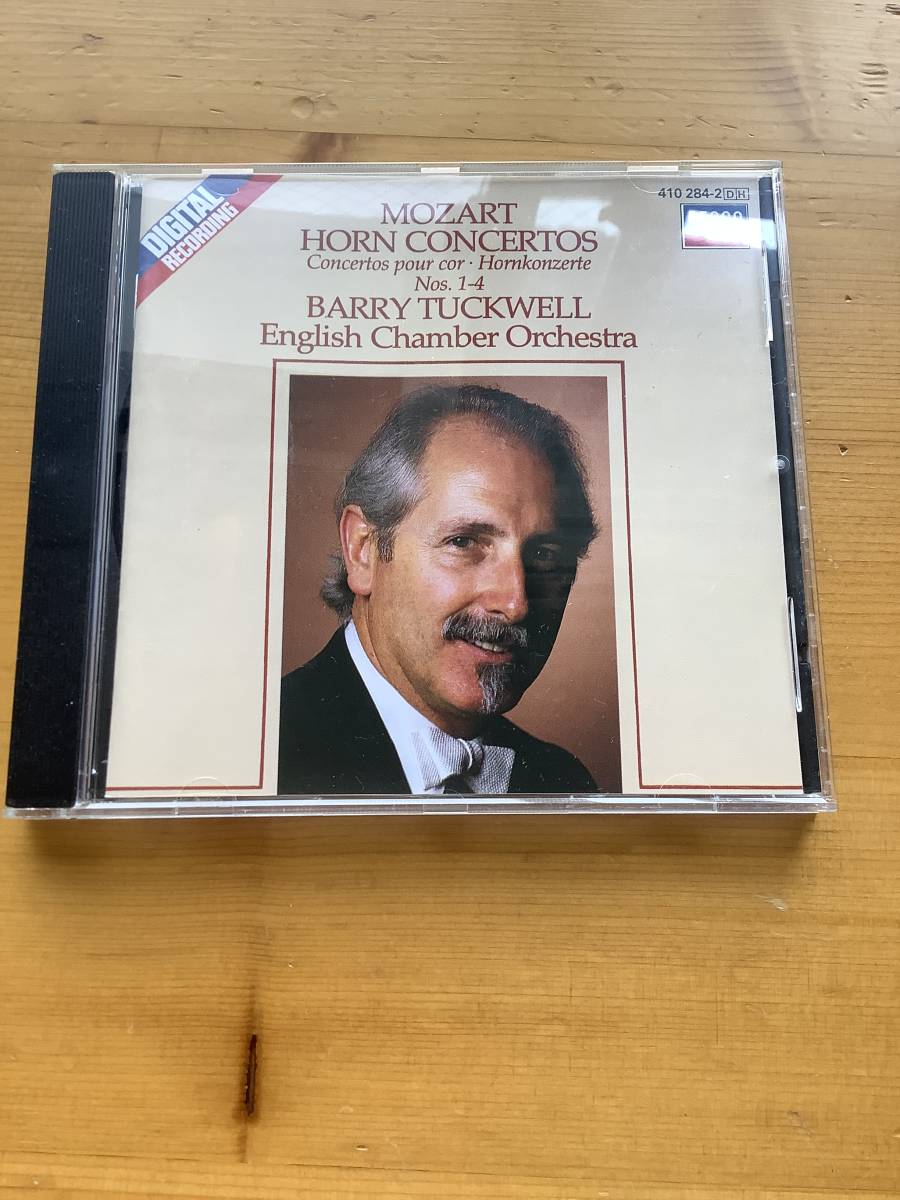 DIGITAL
RECORDING
410 284-2 DH
MOZART
HORN CONCERTOS
Concertos pour cor · Hornkonzerte
Nos. 1-4
BARRY TUCKWELL
English Chamber Orchestra